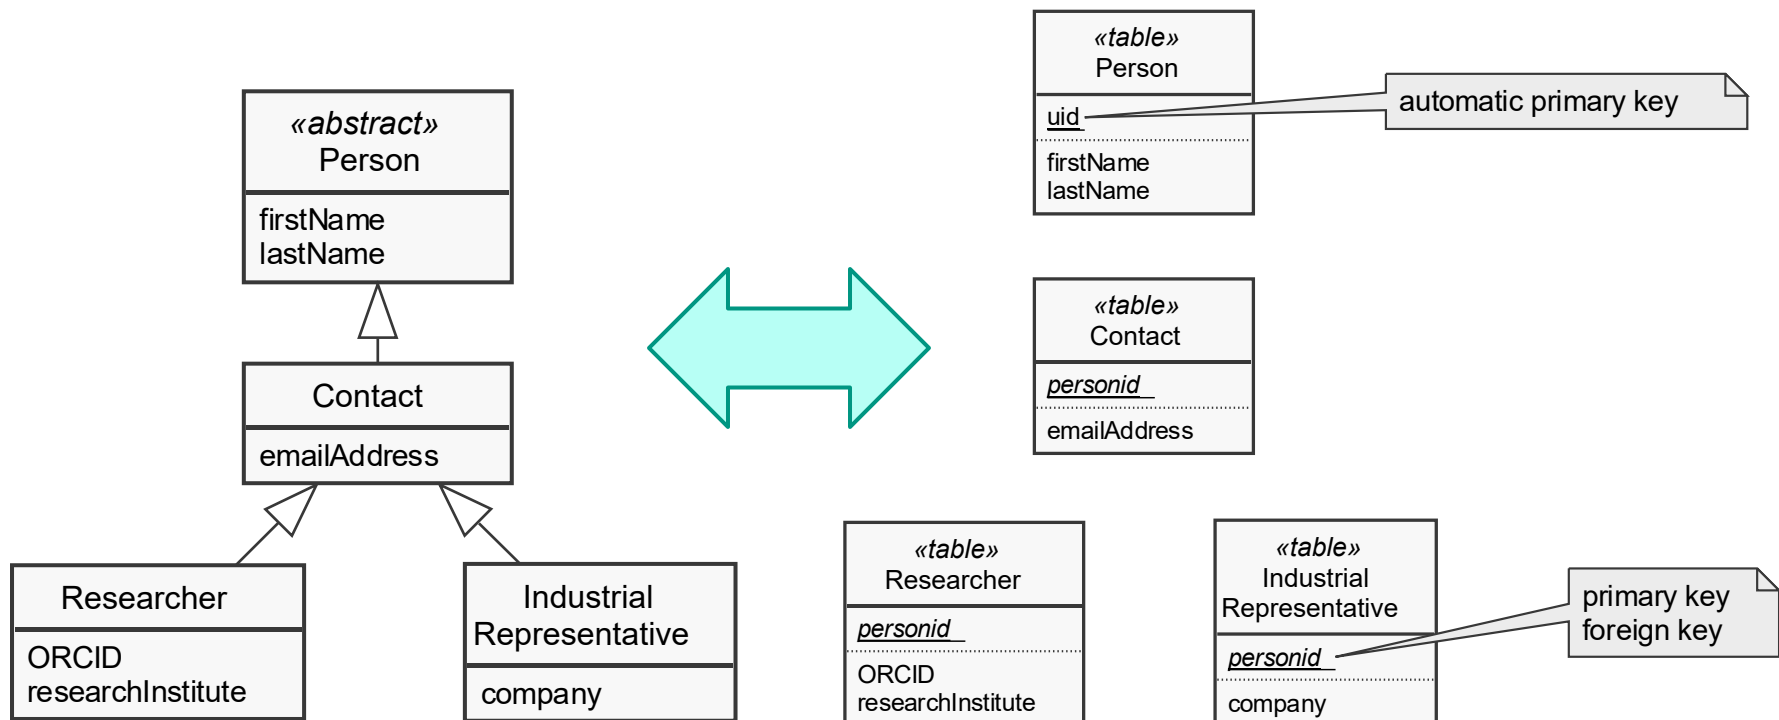 «abstract»
Person
firstName
lastName
Contact
emailAddress
Researcher
ORCID
researchInstitute
Industrial
Representative
company
«table»
Person
uid
firstName
lastName
automatic primary key
«table»
Contact
personid
emailAddress
«table»
Researcher
personid
ORCID
researchInstitute
«table»
Industrial
Representative
personid
company
primary key
foreign key